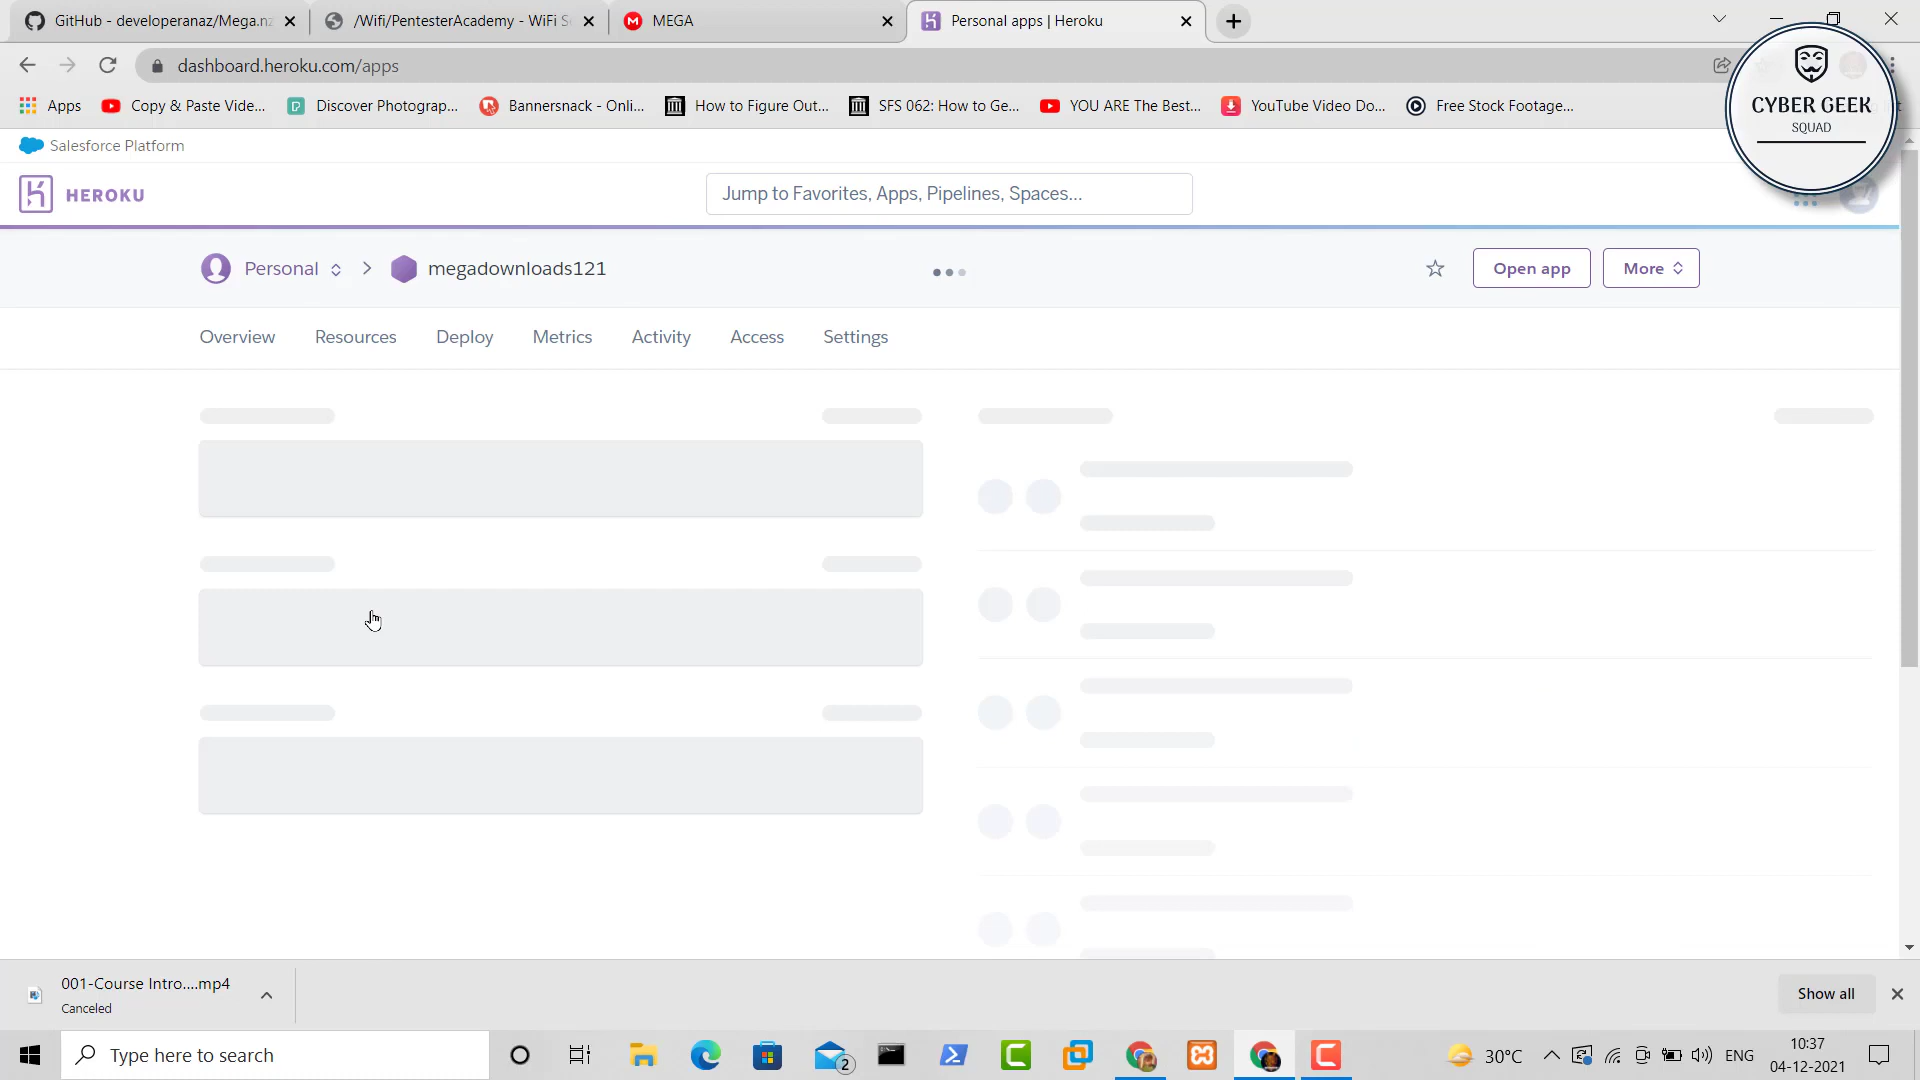 GitHub - developeranaz/Mega.nz
/Wifi/PentesterAcademy - WiFi S
MEGA
Personal apps | Heroku
dashboard.heroku.com/apps
Apps
Copy & Paste Vide...
Discover Photograp...
Bannersnack - Onli...
How to Figure Out...
SFS 062: How to Ge...
YOU ARE The Best...
YouTube Video Do...
Free Stock Footage...
CYBER GEEK
SQUAD
Salesforce Platform
HEROKU
Jump to Favorites, Apps, Pipelines, Spaces...
Personal
megadownloads121
Open app
More
Overview
Resources
Deploy
Metrics
Activity
Access
Settings
001-Course Intro....mp4
Canceled
Show all
Type here to search
2
30°C
ENG
10:37
04-12-2021